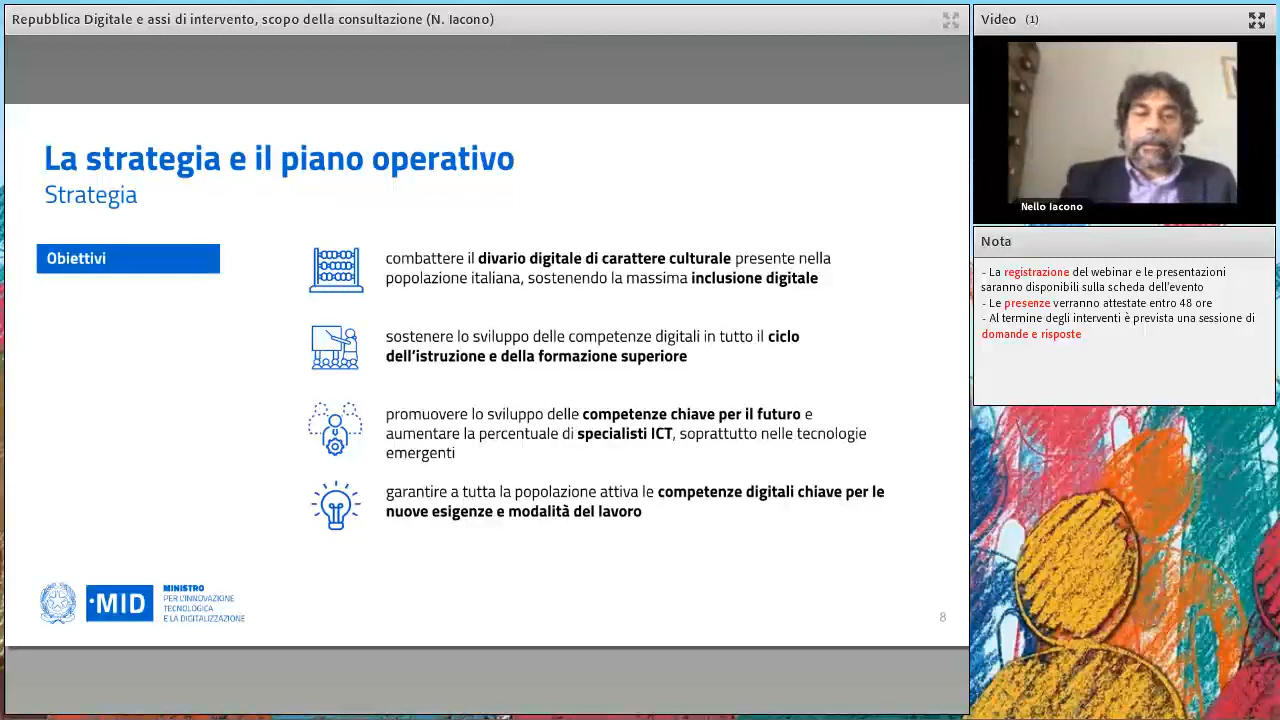 Repubblica Digitale e assi di intervento, scopo della consultazione (N. Iacono)
La strategia e il piano operativo
Strategia
Obiettivi
combattere il divario digitale di carattere culturale presente nella
popolazione italiana, sostenendo la massima inclusione digitale
sostenere lo sviluppo delle competenze digitali in tutto il ciclo
dell'istruzione e della formazione superiore
promuovere lo sviluppo delle competenze chiave per il futuro e
aumentare la percentuale di specialisti ICT, soprattutto nelle tecnologie
emergenti
garantire a tutta la popolazione attiva le competenze digitali chiave per le
nuove esigenze e modalità del lavoro
•MID
MINISTRO
PER L'INNOVAZIONE
TECNOLOGICA
E LA DIGITALIZZAZIONE
8
Video (1)
Nello Iacono
Nota
- La registrazione del webinar e le presentazioni
saranno disponibili sulla scheda dell'evento
- Le presenze verranno attestate entro 48 ore
- Al termine degli interventi è prevista una sessione di
domande e risposte